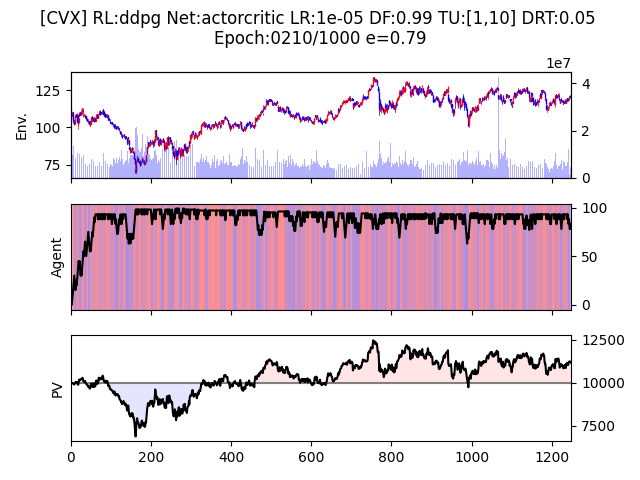 [CVX] RL:ddpg Net:actorcritic LR:1e-05 DF:0.99 TU:[1,10] DRT:0.05
Epoch:0210/1000 e=0.79
1e7
125
100
75
Env.
4
2
0
Agent
100
50
0
PV
12500
10000
7500
0 200 400 600 800 1000 1200